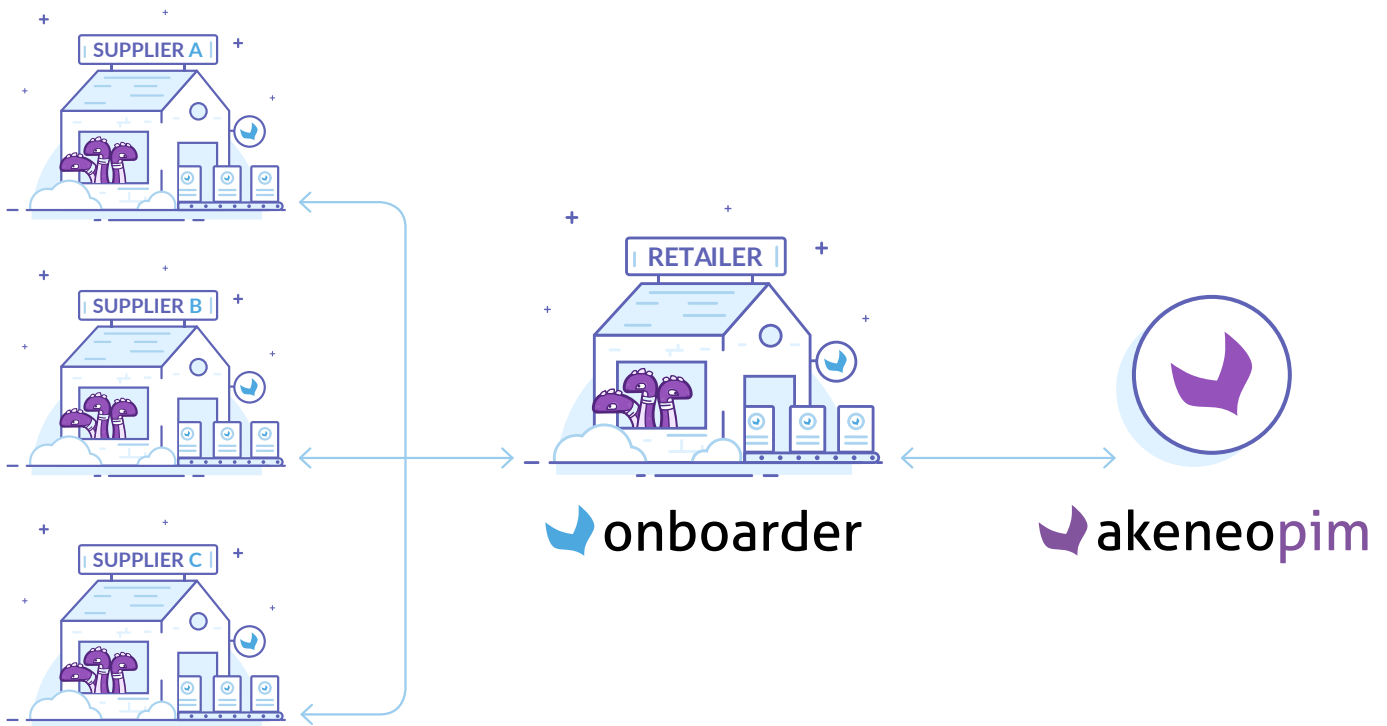 SUPPLIER A
SUPPLIER B
SUPPLIER C
RETAILER
onboarder
akeneopim